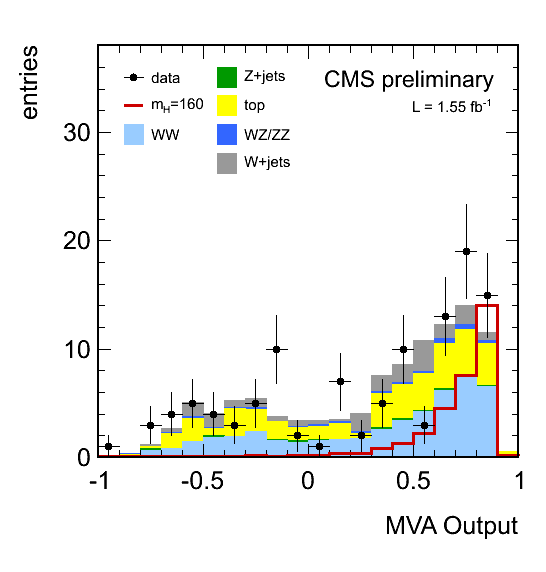 entries
CMS preliminary
L = 1.55 fb⁻¹
data
mH=160
WW
Z+jets
top
WZ/ZZ
W+jets
30
20
10
0
-1 -0.5 0 0.5 1
MVA Output